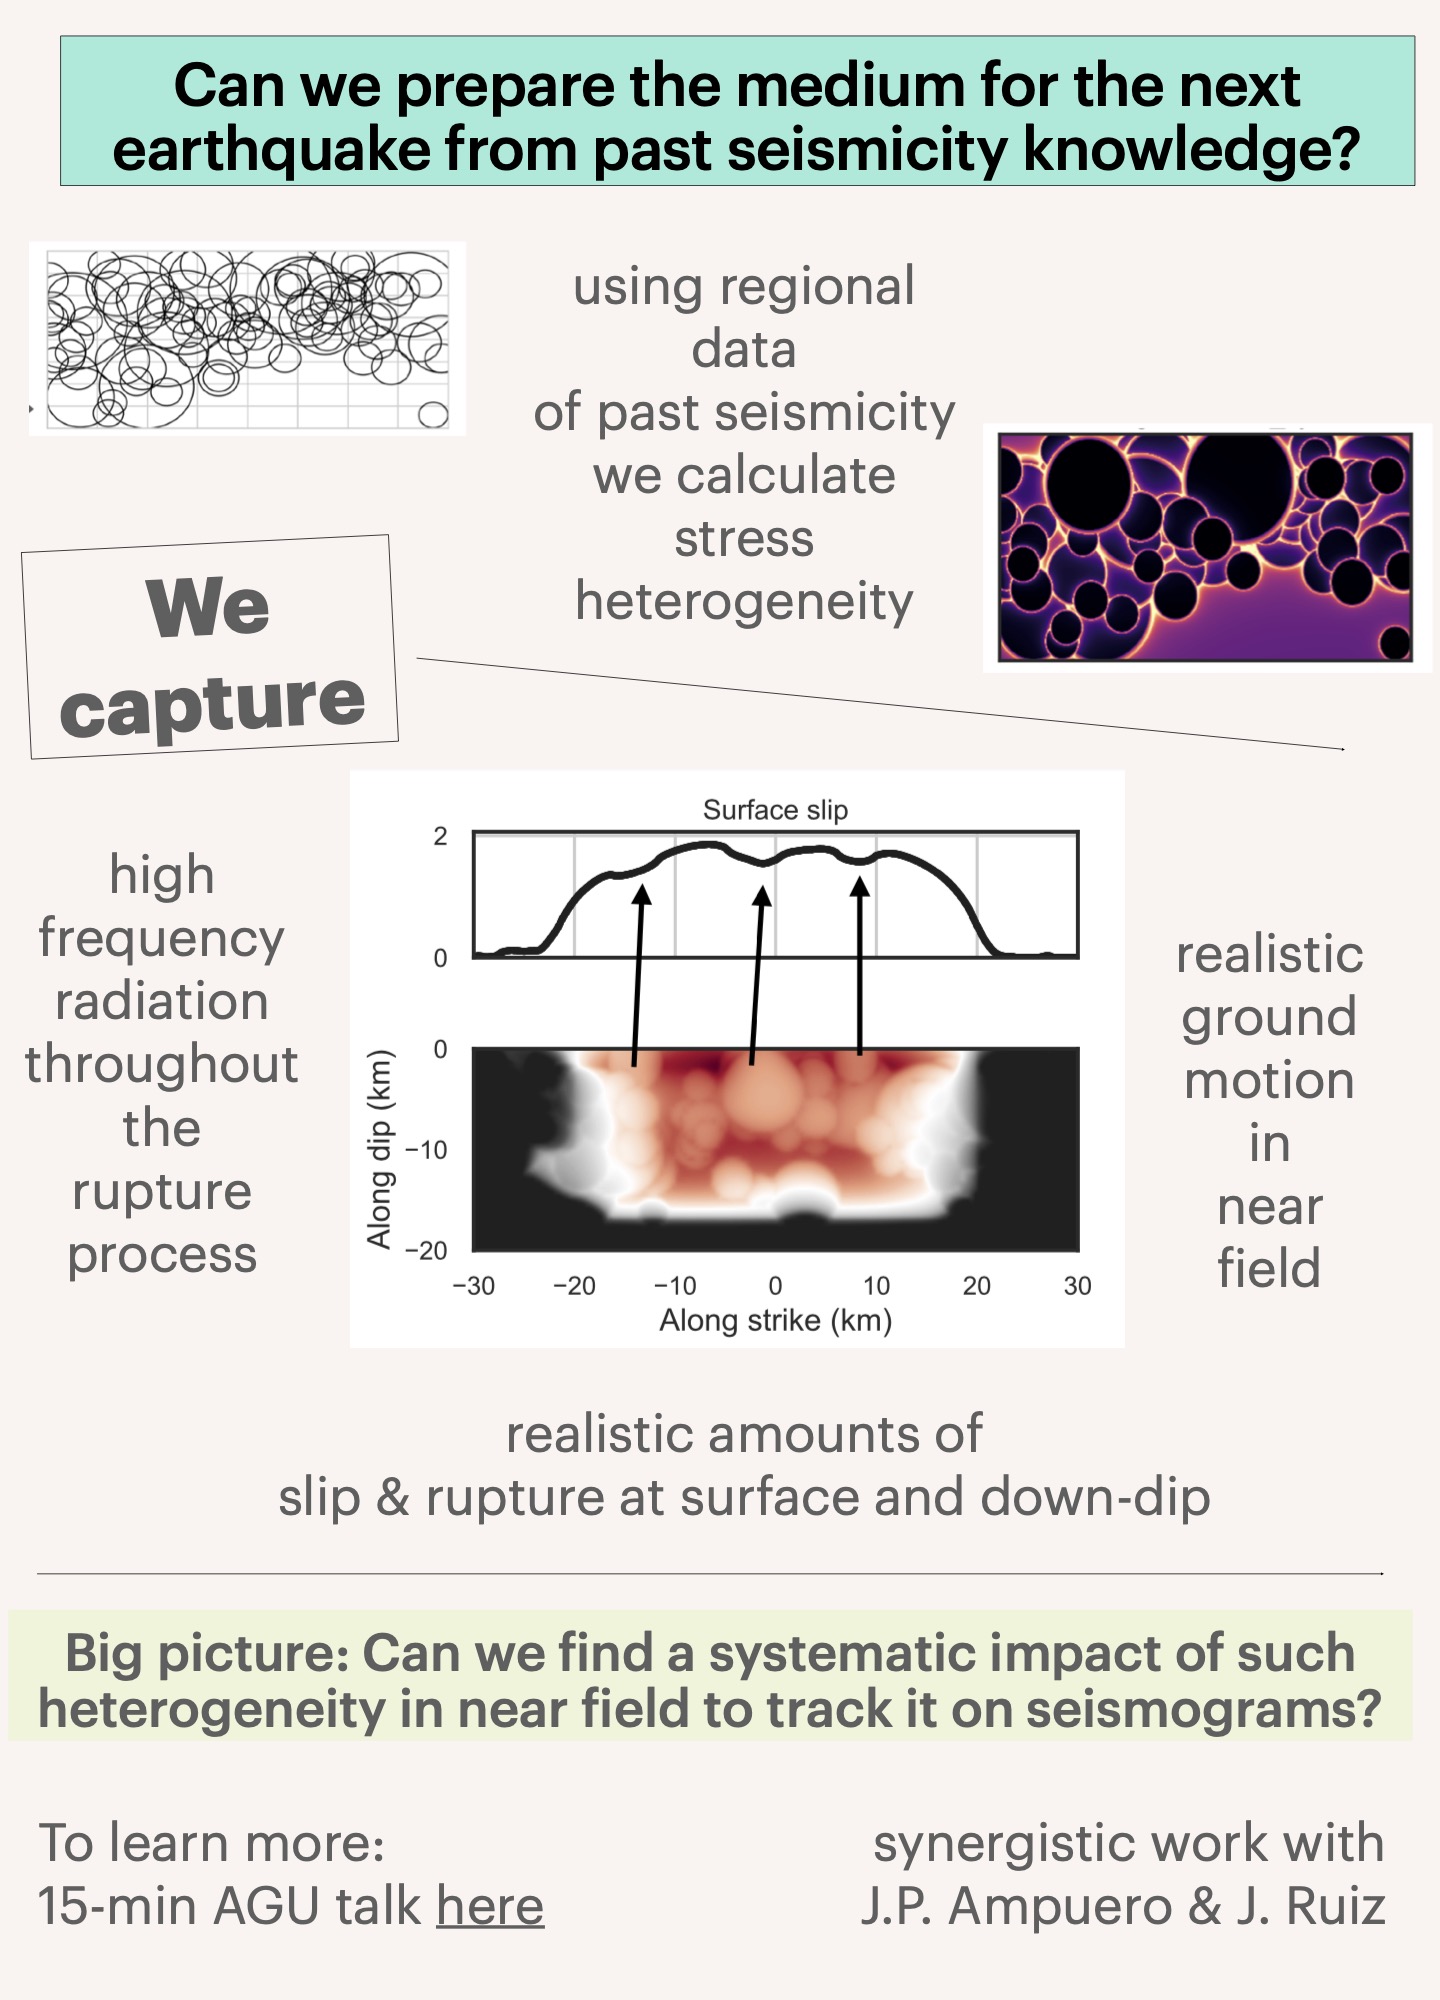 Can we prepare the medium for the next
earthquake from past seismicity knowledge?
using regional
data
of past seismicity
we calculate
stress
heterogeneity
We
capture
high
frequency
radiation
throughout
the
rupture
process
Surface slip
2
0
0
−10
−20
Along dip (km)
−30 −20 −10 0 10 20 30
Along strike (km)
realistic
ground
motion
in
near
field
realistic amounts of
slip & rupture at surface and down-dip
Big picture: Can we find a systematic impact of such
heterogeneity in near field to track it on seismograms?
To learn more:
15-min AGU talk here
synergistic work with
J.P. Ampuero & J. Ruiz